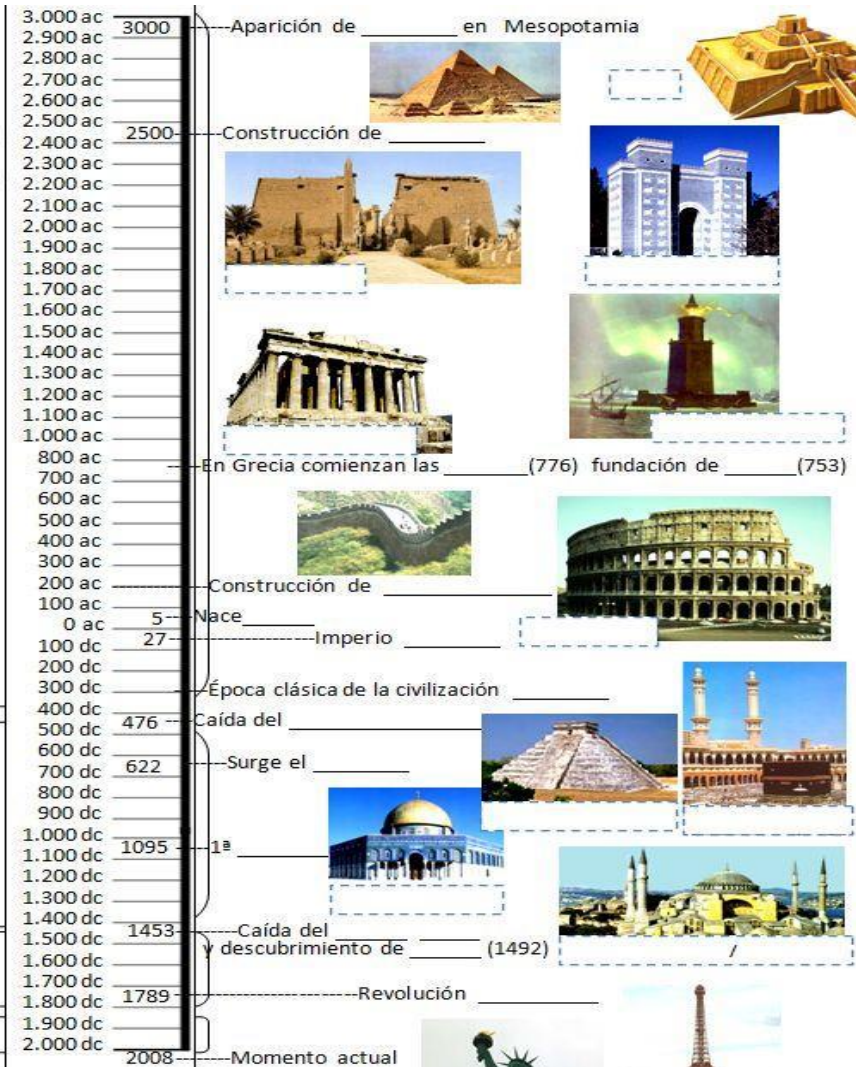 3.000 ac
3000 Aparición de ________ en Mesopotamia
2.900 ac
2.800 ac
2.700 ac
2.600 ac
2.500 ac
2500 Construcción de ________
2.400 ac
2.300 ac
2.200 ac
2.100 ac
2.000 ac
1.900 ac
1.800 ac
1.700 ac
1.600 ac
1.500 ac
1.400 ac
1.300 ac
1.200 ac
1.100 ac
1.000 ac
800 ac
En Grecia comienzan las _______(776) fundación de ______(753)
700 ac
600 ac
500 ac
400 ac
300 ac
200 ac
Construcción de ______________
100 ac
5 Nace______
0 ac
27 Imperio ________
100 dc
200 dc
300 dc
Época clásica de la civilización ________
400 dc
476 Caída del ________________
500 dc
600 dc
622 Surge el ________
700 dc
800 dc
900 dc
1.000 dc
1095 1ª ________
1.100 dc
1.200 dc
1.300 dc
1.400 dc
1453 Caída del _____
1.500 dc
y descubrimiento de ______ (1492)
/
1.600 dc
1.700 dc
1789 Revolución __________
1.800 dc
1.900 dc
2.000 dc
2008 Momento actual